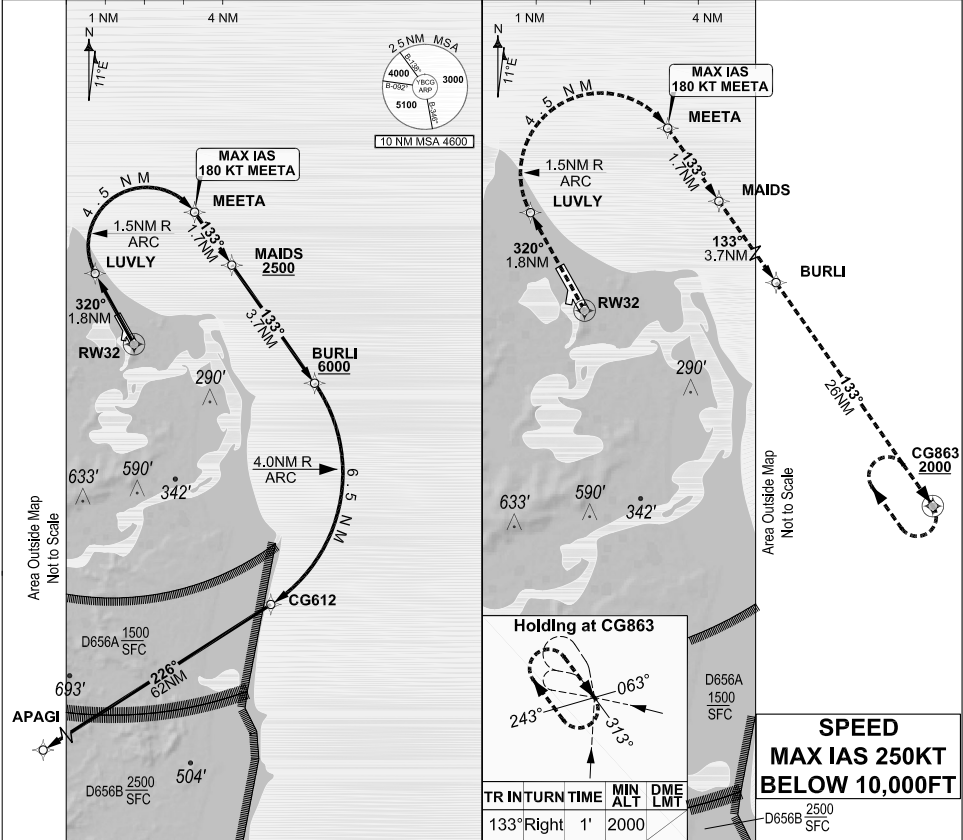 1 NM
4 NM
N
11°E
25NM MSA
B-138°
4000
3000
B-092°
YBCG
ARP
5100
B-346°
10 NM MSA 4600
MAX IAS
180 KT MEETA
4.5 NM
MEETA
1.5NM R
ARC
133°
1.7NM
LUVLY
MAIDS
2500
320°
1.8NM
133°
3.7NM
RW32
BURLI
6000
290'
4.0NM R
ARC
6.5NM
633'
590'
342'
Area Outside Map
Not to Scale
CG612
D656A 1500
SFC
226°
62NM
693'
APAGI
D656B 2500
SFC
504'
1 NM
4 NM
N
11°E
MAX IAS
180 KT MEETA
4.5 NM
MEETA
1.5NM R
ARC
133°
1.7NM
LUVLY
MAIDS
320°
1.8NM
133°
3.7NM
BURLI
RW32
290'
133°
26NM
CG863
2000
633'
590'
342'
Area Outside Map
Not to Scale
Holding at CG863
063°
243°
313°
TR IN TURN TIME MIN ALT DME LMT
133° Right 1' 2000
D656A
1500
SFC
SPEED
MAX IAS 250KT
BELOW 10,000FT
D656B 2500
SFC